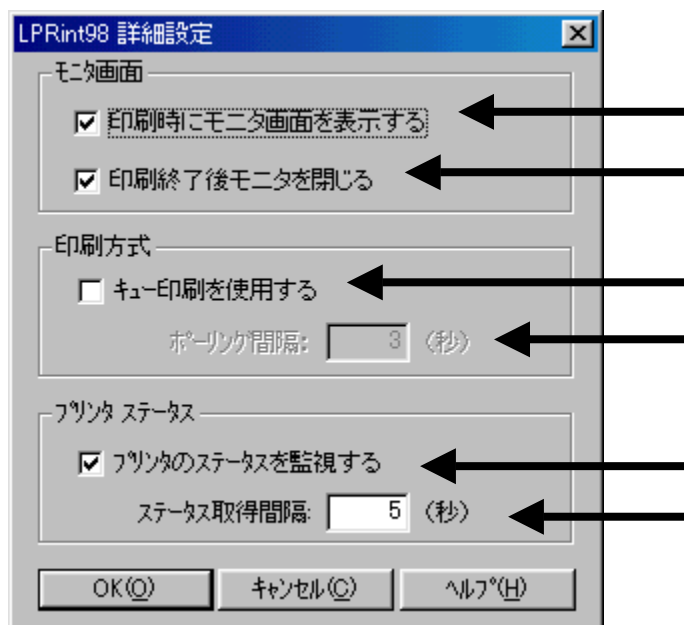 LPRint98 詳細設定
モニタ画面
印刷時にモニタ画面を表示する
印刷終了後モニタを閉じる
印刷方式
キュー印刷を使用する
ポーリング間隔: 3 (秒)
プリンタ ステータス
プリンタのステータスを監視する
ステータス取得間隔: 5 (秒)
OK(O) キャンセル(C) ヘルプ(H)